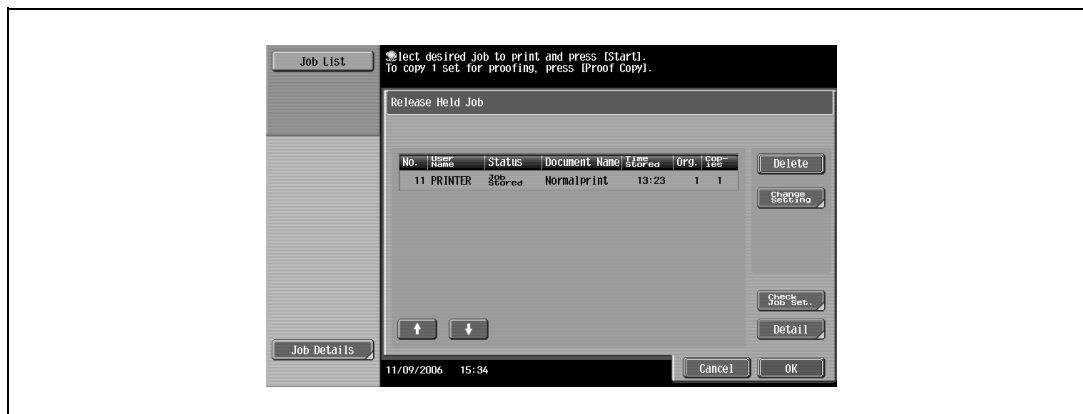 Job List
Select desired job to print and press [Start].
To copy 1 set for proofing, press [Proof Copy].
Release Held Job
No. User Name Status Document Name Time Stored Org. Cop-ies
11 PRINTER Job Stored Normalprint 13:23 1 1
Delete
Change Setting
Check Job Set.
Detail
Job Details
11/09/2006 15:34
Cancel
OK